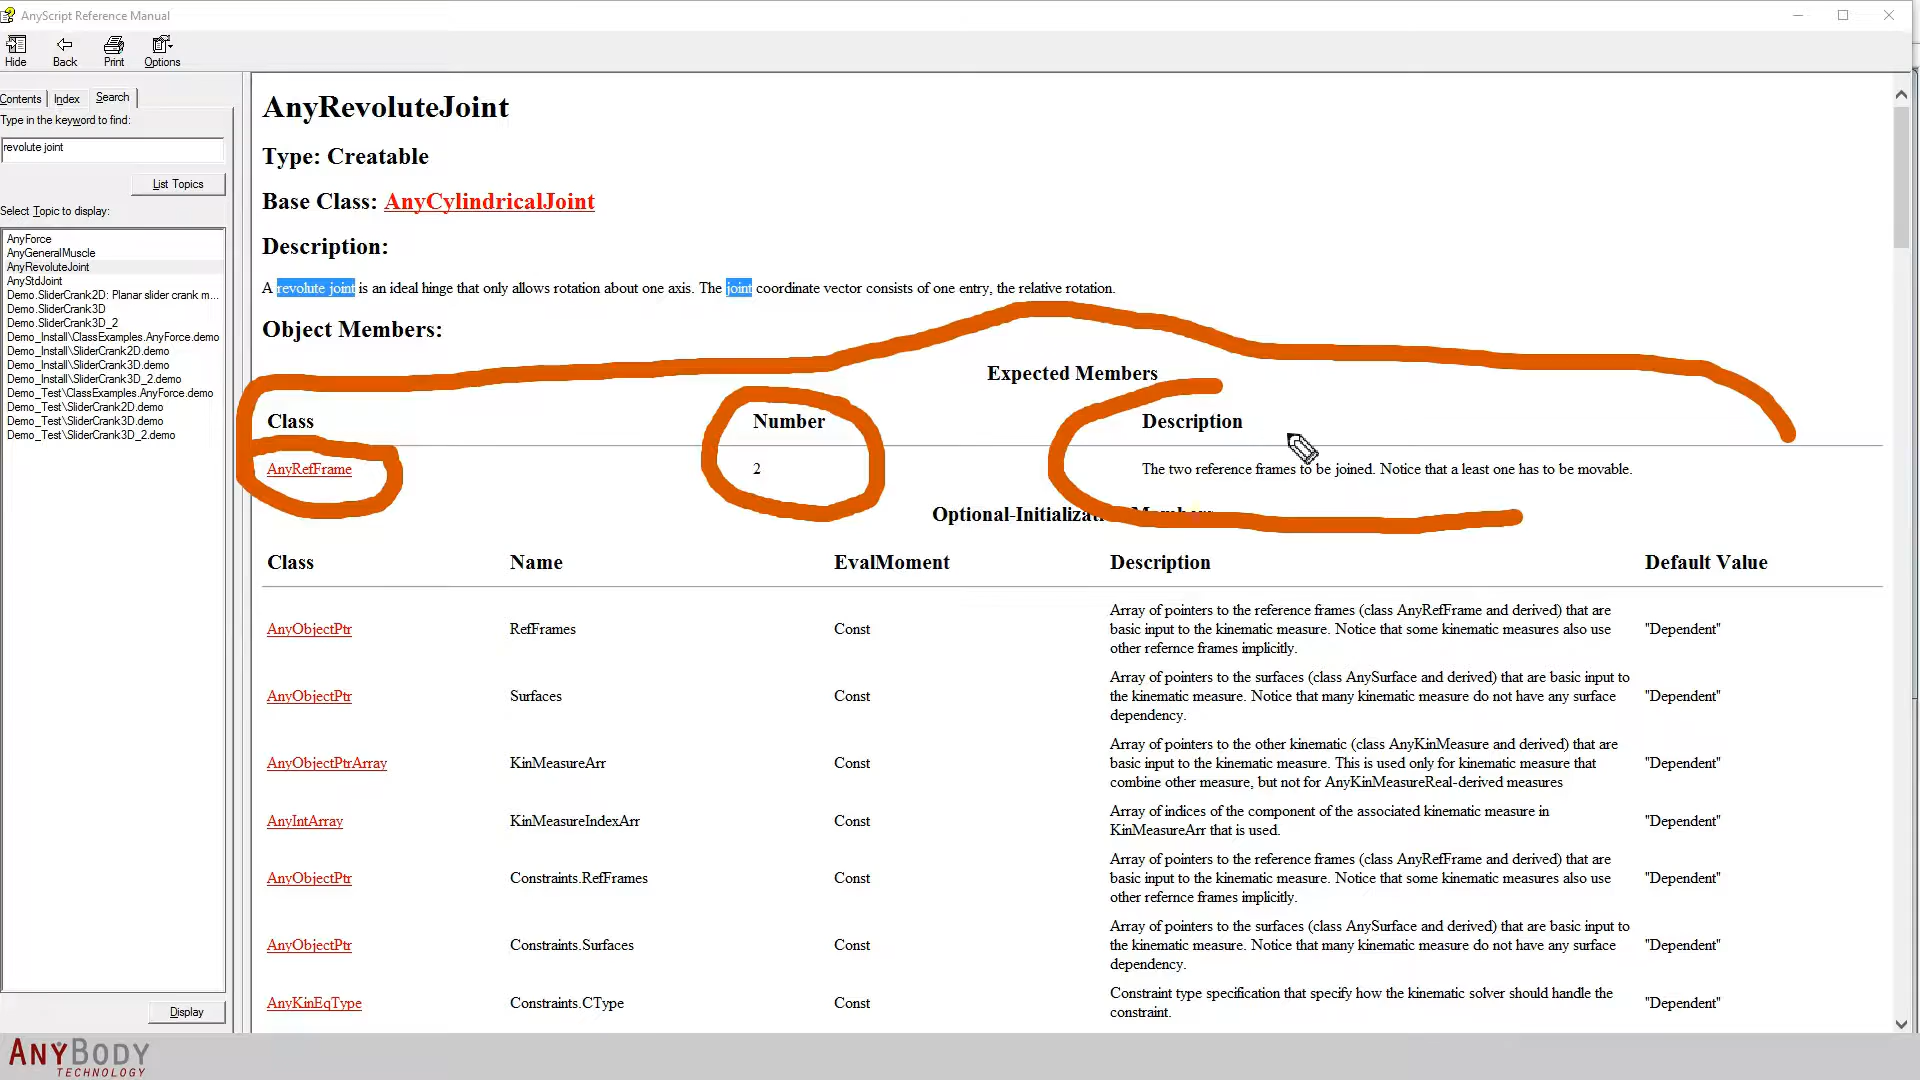 AnyScript Reference Manual
Hide Back Print Options
Contents Index Search
Type in the keyword to find:
revolute joint
List Topics
Select Topic to display:
AnyForce
AnyGeneralMuscle
AnyRevoluteJoint
AnyStdJoint
Demo.SliderCrank2D: Planar slider crank m...
Demo.SliderCrank3D
Demo.SliderCrank3D_2
Demo_Install\ClassExamples.AnyForce.demo
Demo_Install\SliderCrank2D.demo
Demo_Install\SliderCrank3D.demo
Demo_Install\SliderCrank3D_2.demo
Demo_Test\ClassExamples.AnyForce.demo
Demo_Test\SliderCrank2D.demo
Demo_Test\SliderCrank3D.demo
Demo_Test\SliderCrank3D_2.demo
Display
AnyRevoluteJoint
Type: Creatable
Base Class: AnyCylindricalJoint
Description:
A revolute joint is an ideal hinge that only allows rotation about one axis. The joint coordinate vector consists of one entry, the relative rotation.
Object Members:
Expected Members
Class Number Description
AnyRefFrame 2 The two reference frames to be joined. Notice that a least one has to be movable.
Optional-Initialization Members
Class Name EvalMoment Description Default Value
Array of pointers to the reference frames (class AnyRefFrame and derived) that are
AnyObjectPtr RefFrames Const basic input to the kinematic measure. Notice that some kinematic measures also use "Dependent"
other refernce frames implicitly.
Array of pointers to the surfaces (class AnySurface and derived) that are basic input to
AnyObjectPtr Surfaces Const the kinematic measure. Notice that many kinematic measure do not have any surface "Dependent"
dependency.
Array of pointers to the other kinematic (class AnyKinMeasure and derived) that are
AnyObjectPtrArray KinMeasureArr Const basic input to the kinematic measure. This is used only for kinematic measure that "Dependent"
combine other measure, but not for AnyKinMeasureReal-derived measures
Array of indices of the component of the associated kinematic measure in
AnyIntArray KinMeasureIndexArr Const "Dependent"
KinMeasureArr that is used.
Array of pointers to the reference frames (class AnyRefFrame and derived) that are
AnyObjectPtr Constraints.RefFrames Const basic input to the kinematic measure. Notice that some kinematic measures also use "Dependent"
other refernce frames implicitly.
Array of pointers to the surfaces (class AnySurface and derived) that are basic input to
AnyObjectPtr Constraints.Surfaces Const the kinematic measure. Notice that many kinematic measure do not have any surface "Dependent"
dependency.
Constraint type specification that specify how the kinematic solver should handle the
AnyKinEqType Constraints.CType Const "Dependent"
constraint.
ANYBODY
TECHNOLOGY